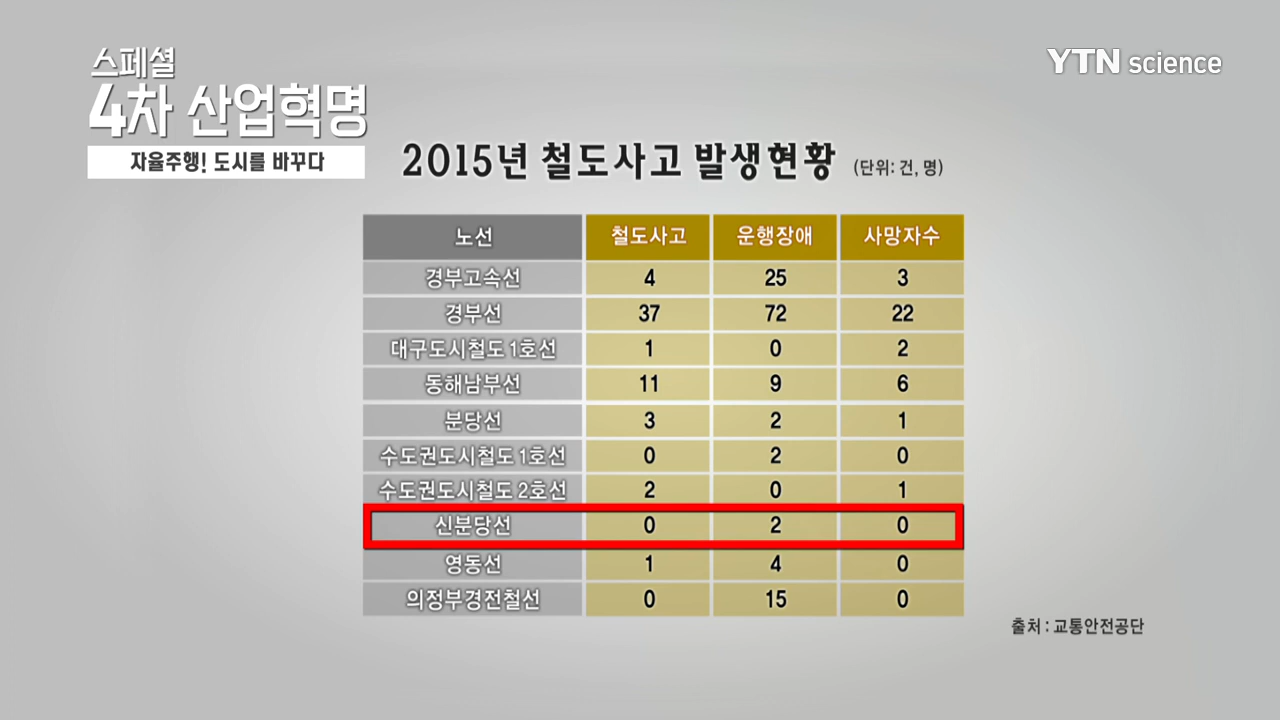 스페셜
4차 산업혁명
자율주행! 도시를 바꾸다
YTN science
2015년 철도사고 발생현황 (단위: 건, 명)
노선 철도사고 운행장애 사망자수
경부고속선 4 25 3
경부선 37 72 22
대구도시철도 1호선 1 0 2
동해남부선 11 9 6
분당선 3 2 1
수도권도시철도 1호선 0 2 0
수도권도시철도 2호선 2 0 1
신분당선 0 2 0
영동선 1 4 0
의정부경전철선 0 15 0
출처 : 교통안전공단